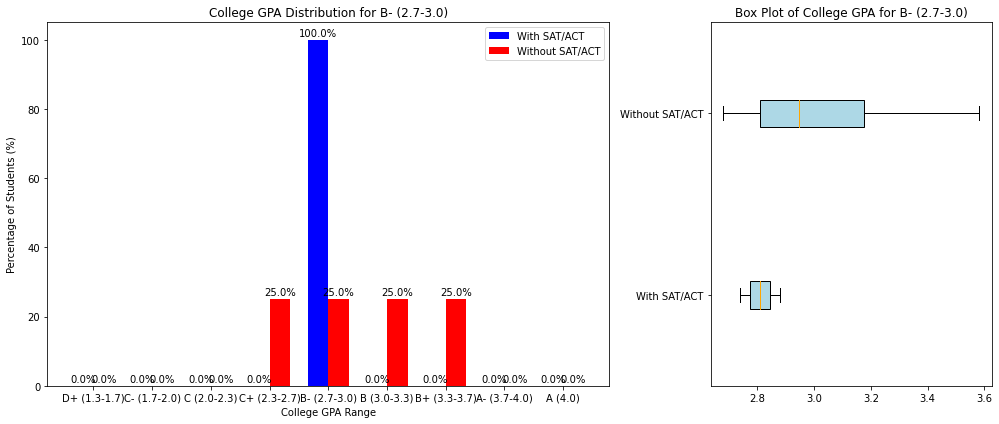 College GPA Distribution for B- (2.7-3.0)
With SAT/ACT
Without SAT/ACT
Percentage of Students (%)
100
80
60
40
20
0
100.0%
25.0% 25.0% 25.0% 25.0%
0.0% 0.0% 0.0% 0.0% 0.0% 0.0% 0.0% 0.0% 0.0% 0.0% 0.0% 0.0% 0.0%
D+ (1.3-1.7) C- (1.7-2.0) C (2.0-2.3) C+ (2.3-2.7) B- (2.7-3.0) B (3.0-3.3) B+ (3.3-3.7) A- (3.7-4.0) A (4.0)
College GPA Range
Box Plot of College GPA for B- (2.7-3.0)
Without SAT/ACT
With SAT/ACT
2.8 3.0 3.2 3.4 3.6